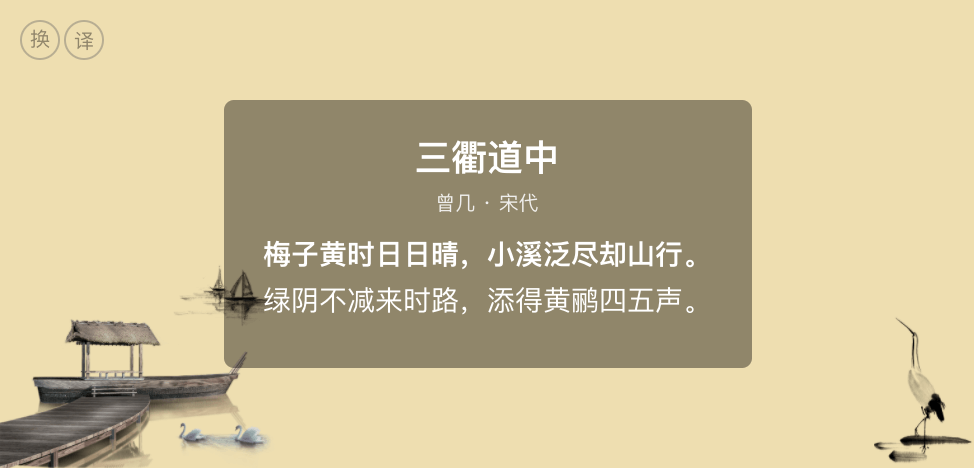 换 译
三衢道中
曾几 · 宋代
梅子黄时日日晴，小溪泛尽却山行。
绿阴不减来时路，添得黄鹂四五声。